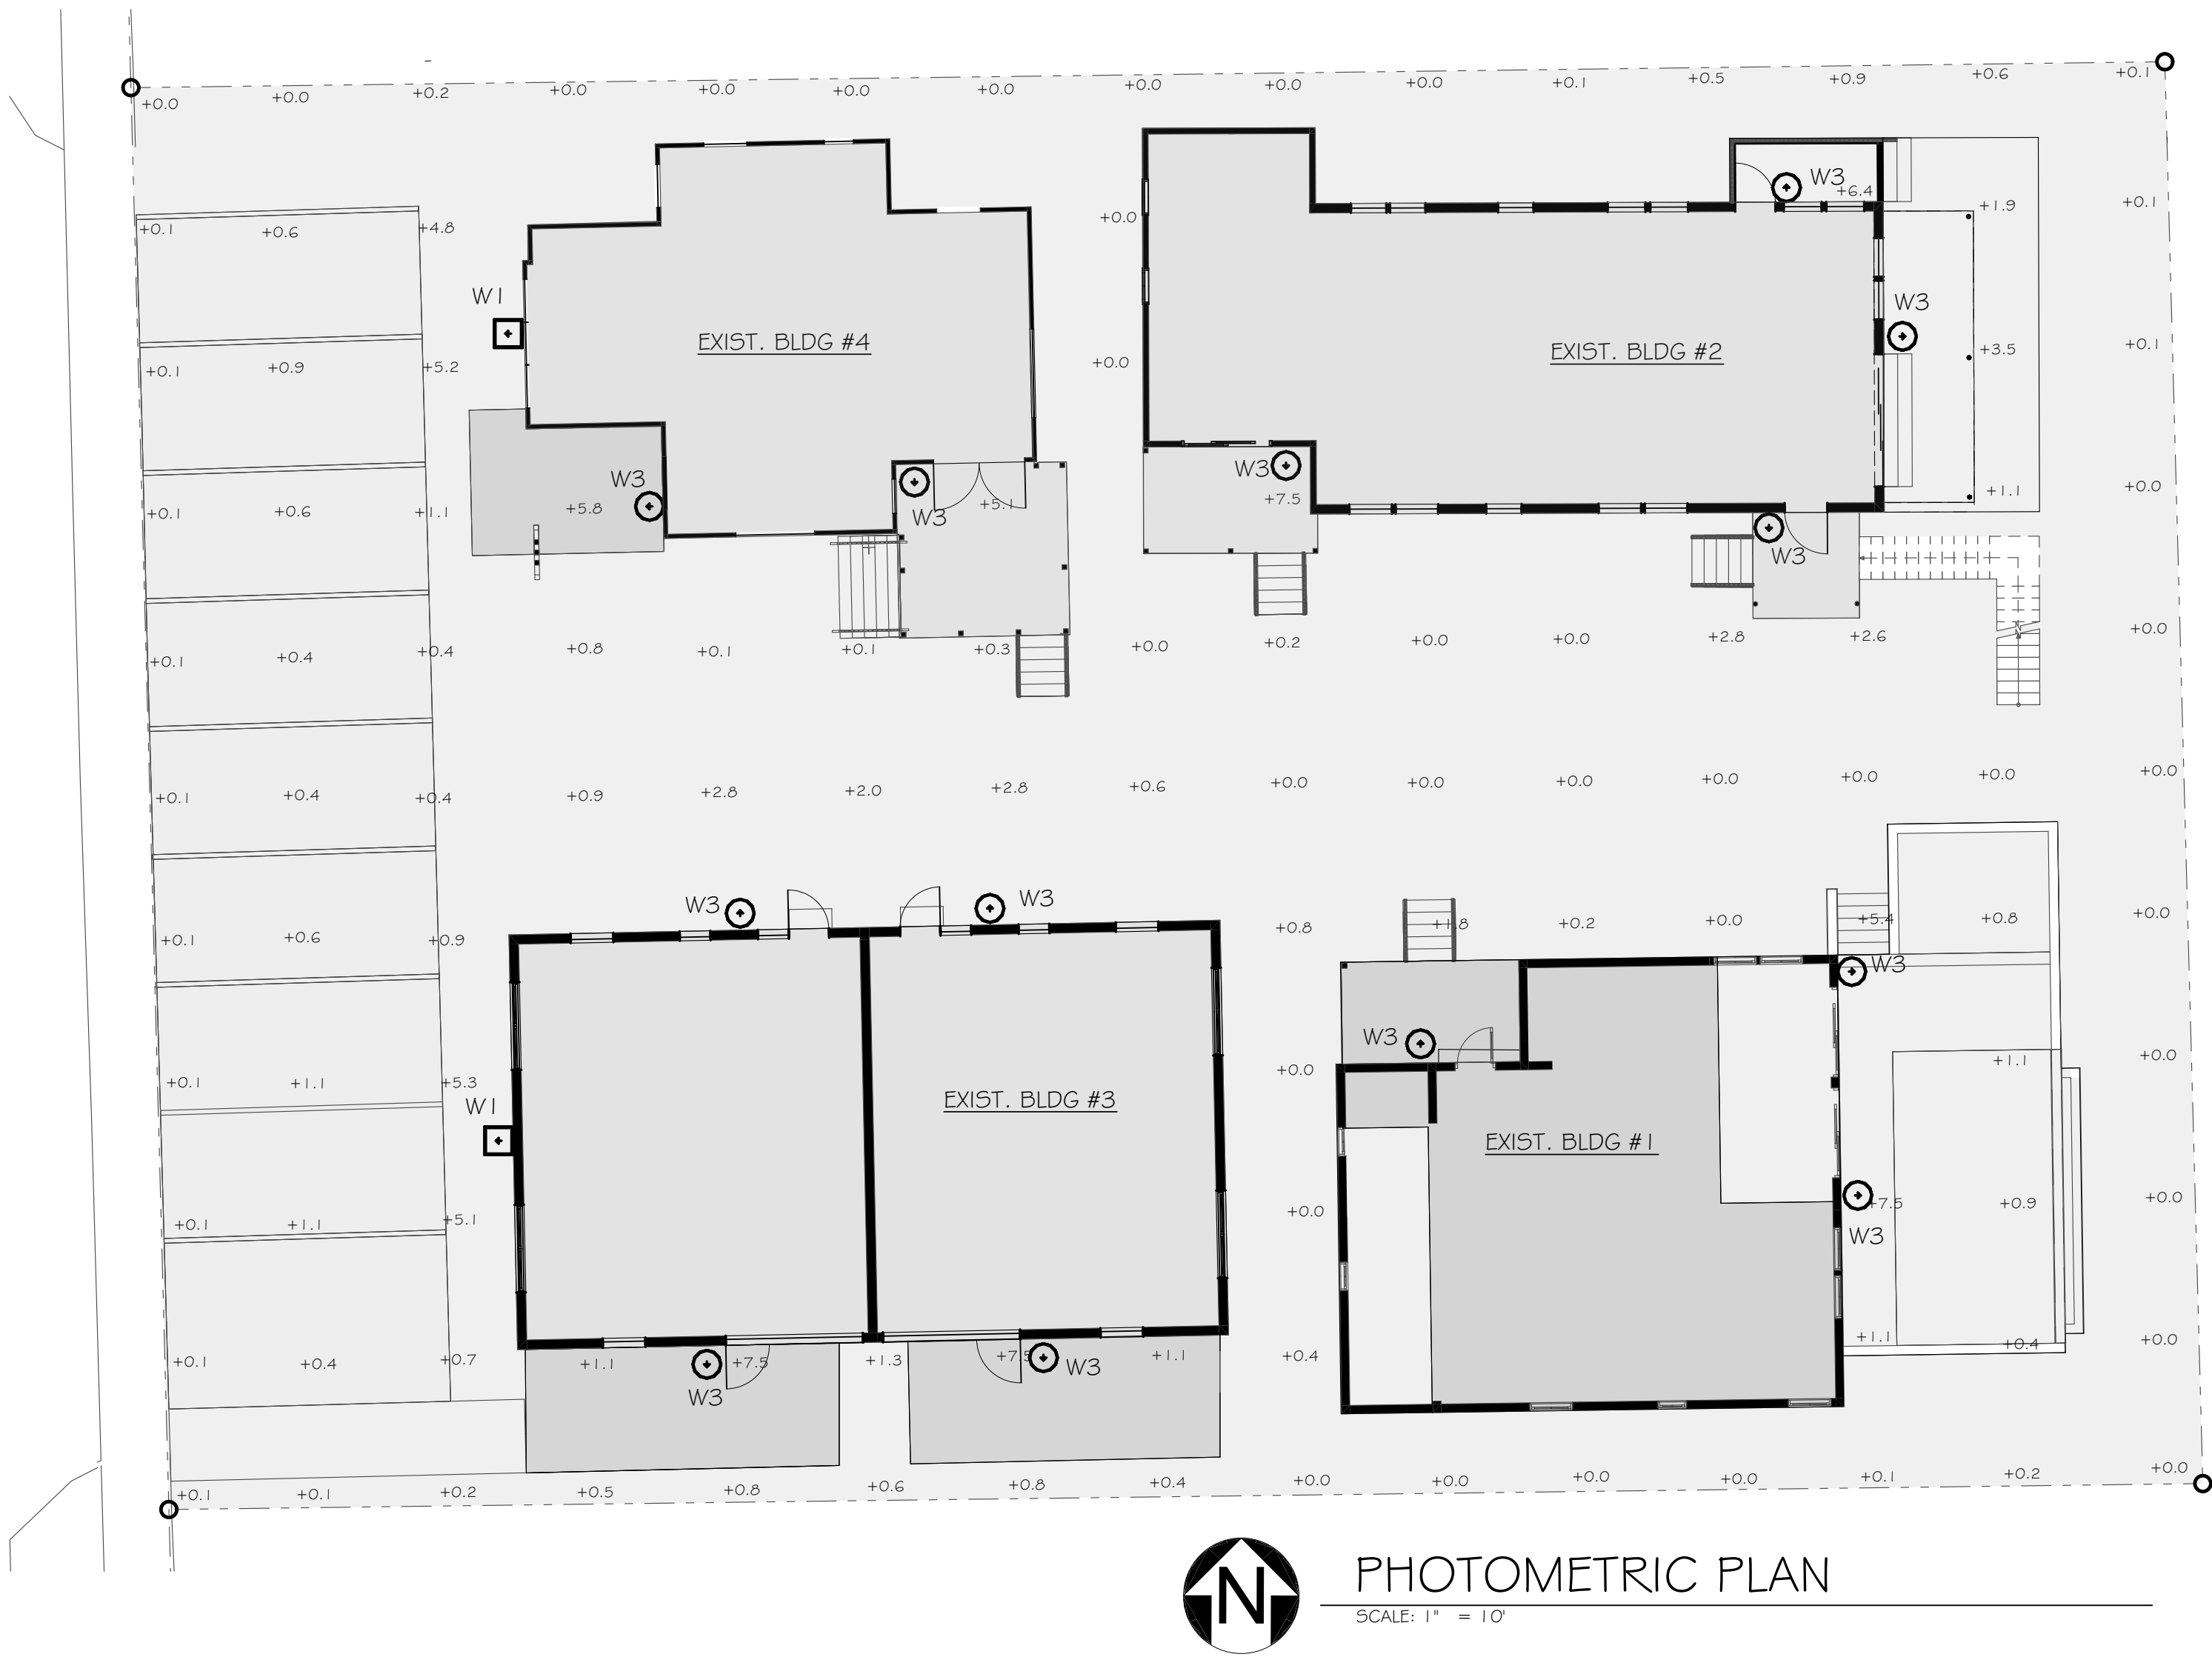 +0.0 +0.0 +0.2 +0.0 +0.0 +0.0 +0.0 +0.0 +0.0 +0.0 +0.1 +0.5 +0.9 +0.6 +0.1
W3
+6.4
+0.1 +0.6 +4.8 +0.0 +1.9 +0.1
W1 W3
EXIST. BLDG #4 EXIST. BLDG #2
+0.1 +0.9 +5.2 +0.0 +3.5 +0.1
W3 W3
+0.1 +0.6 +1.1 +5.8 +5.1 +7.5 +1.1 +0.0
W3 W3
+0.1 +0.4 +0.4 +0.8 +0.1 +0.1 +0.3 +0.0 +0.2 +0.0 +0.0 +2.8 +2.6 +0.0
+0.1 +0.4 +0.4 +0.9 +2.8 +2.0 +2.8 +0.6 +0.0 +0.0 +0.0 +0.0 +0.0 +0.0 +0.0
W3 W3
+0.1 +0.6 +0.9 +0.8 +1.8 +0.2 +0.0 +5.4 +0.8 +0.0
W3
W3
+0.1 +1.1 +5.3 +0.0 +1.1 +0.0
W1 EXIST. BLDG #3
EXIST. BLDG #1
+0.1 +1.1 +5.1 +0.0 +7.5 +0.9 +0.0
W3
+0.1 +0.4 +0.7 +1.1 +7.5 +1.3 +7.5 +1.1 +0.4 +1.1 +0.4 +0.0
W3 W3
+0.1 +0.1 +0.2 +0.5 +0.8 +0.6 +0.8 +0.4 +0.0 +0.0 +0.0 +0.0 +0.1 +0.2 +0.0
N
PHOTOMETRIC PLAN
SCALE: 1" = 10'